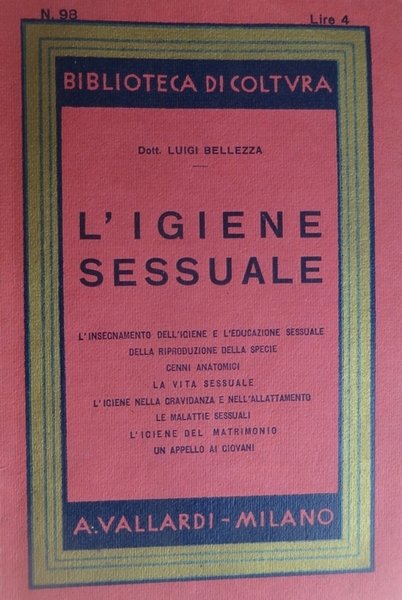 N. 98
Lire 4
BIBLIOTECA DI COLTVRA
Dott. LUIGI BELLEZZA
L'IGIENE
SESSUALE
L'INSEGNAMENTO DELL'IGIENE E L'EDUCAZIONE SESSUALE
DELLA RIPRODUZIONE DELLA SPECIE
CENNI ANATOMICI
LA VITA SESSUALE
L'IGIENE NELLA GRAVIDANZA E NELL'ALLATTAMENTO
LE MALATTIE SESSUALI
L'IGIENE DEL MATRIMONIO
UN APPELLO AI GIOVANI
A. VALLARDI - MILANO